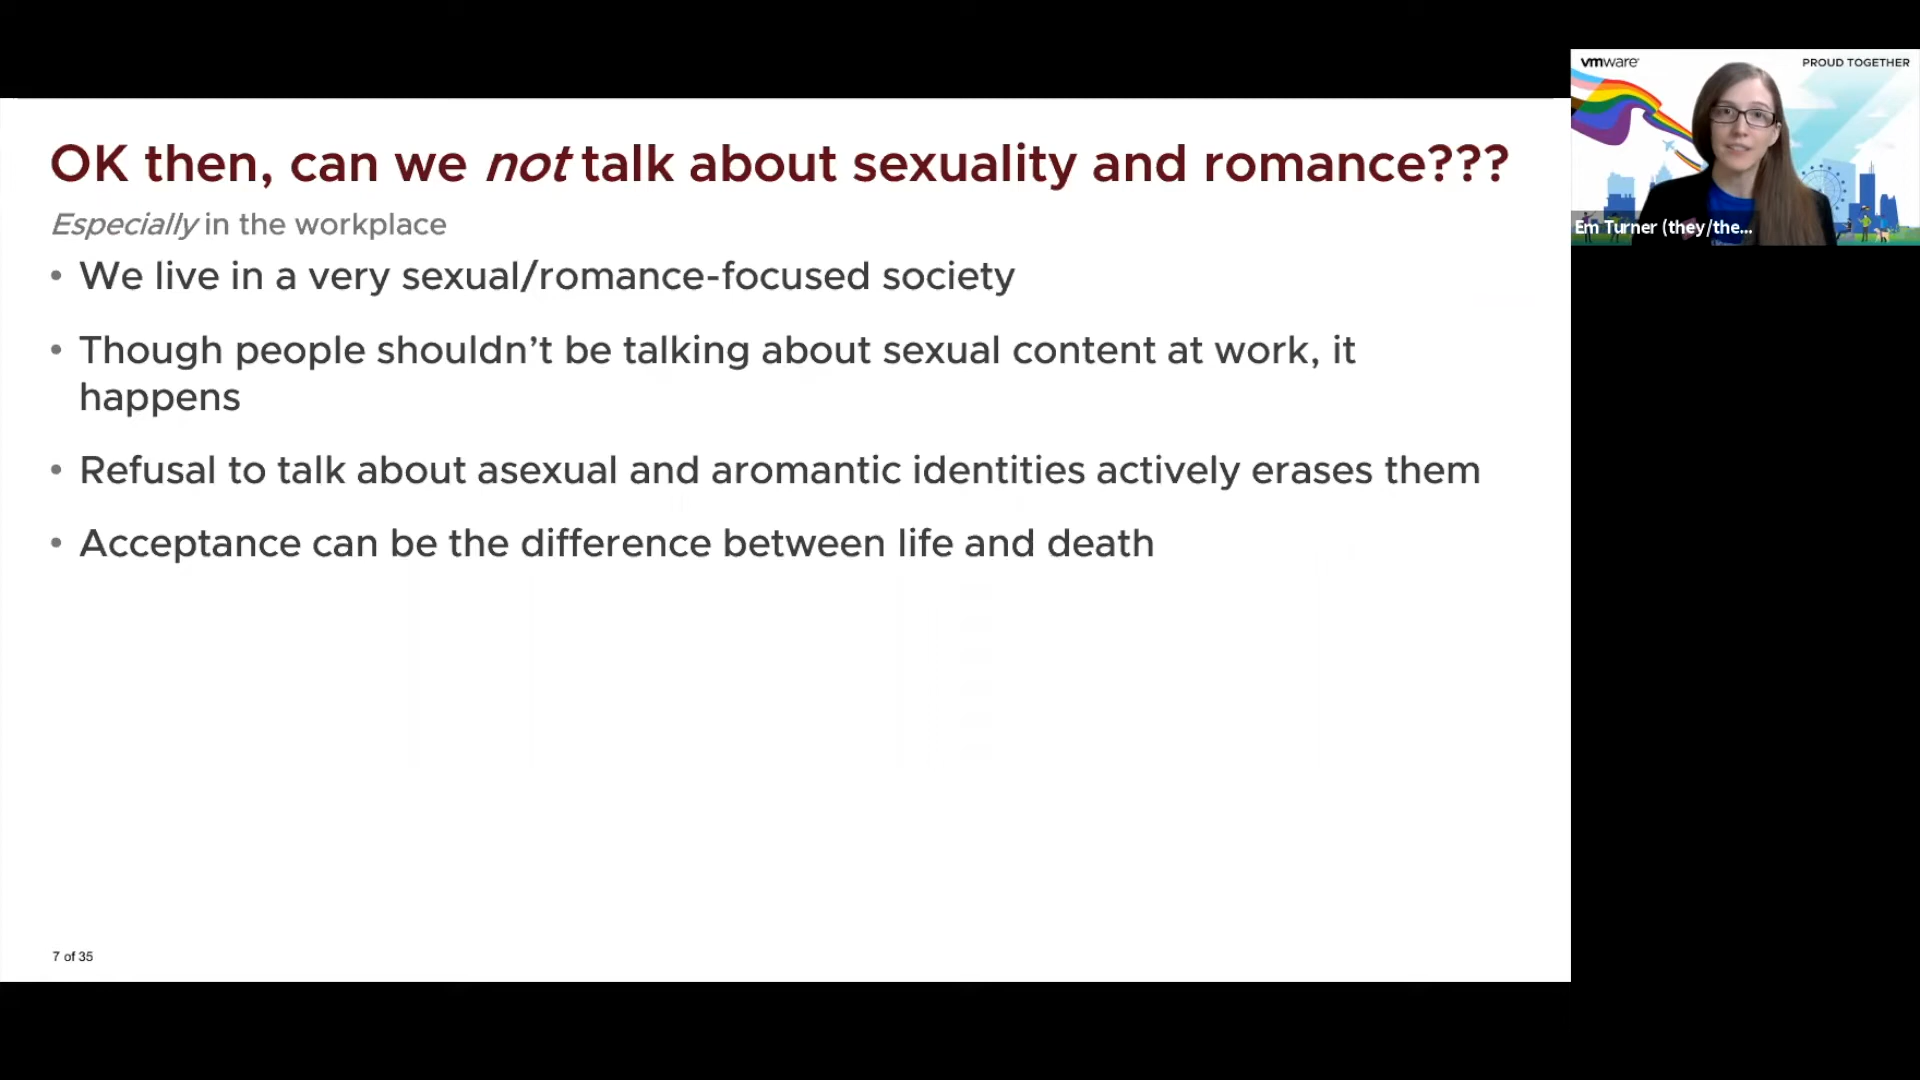 vmware
PROUD TOGETHER
Em Turner (they/the...
OK then, can we not talk about sexuality and romance???
Especially in the workplace
• We live in a very sexual/romance-focused society
• Though people shouldn’t be talking about sexual content at work, it
happens
• Refusal to talk about asexual and aromantic identities actively erases them
• Acceptance can be the difference between life and death
7 of 35